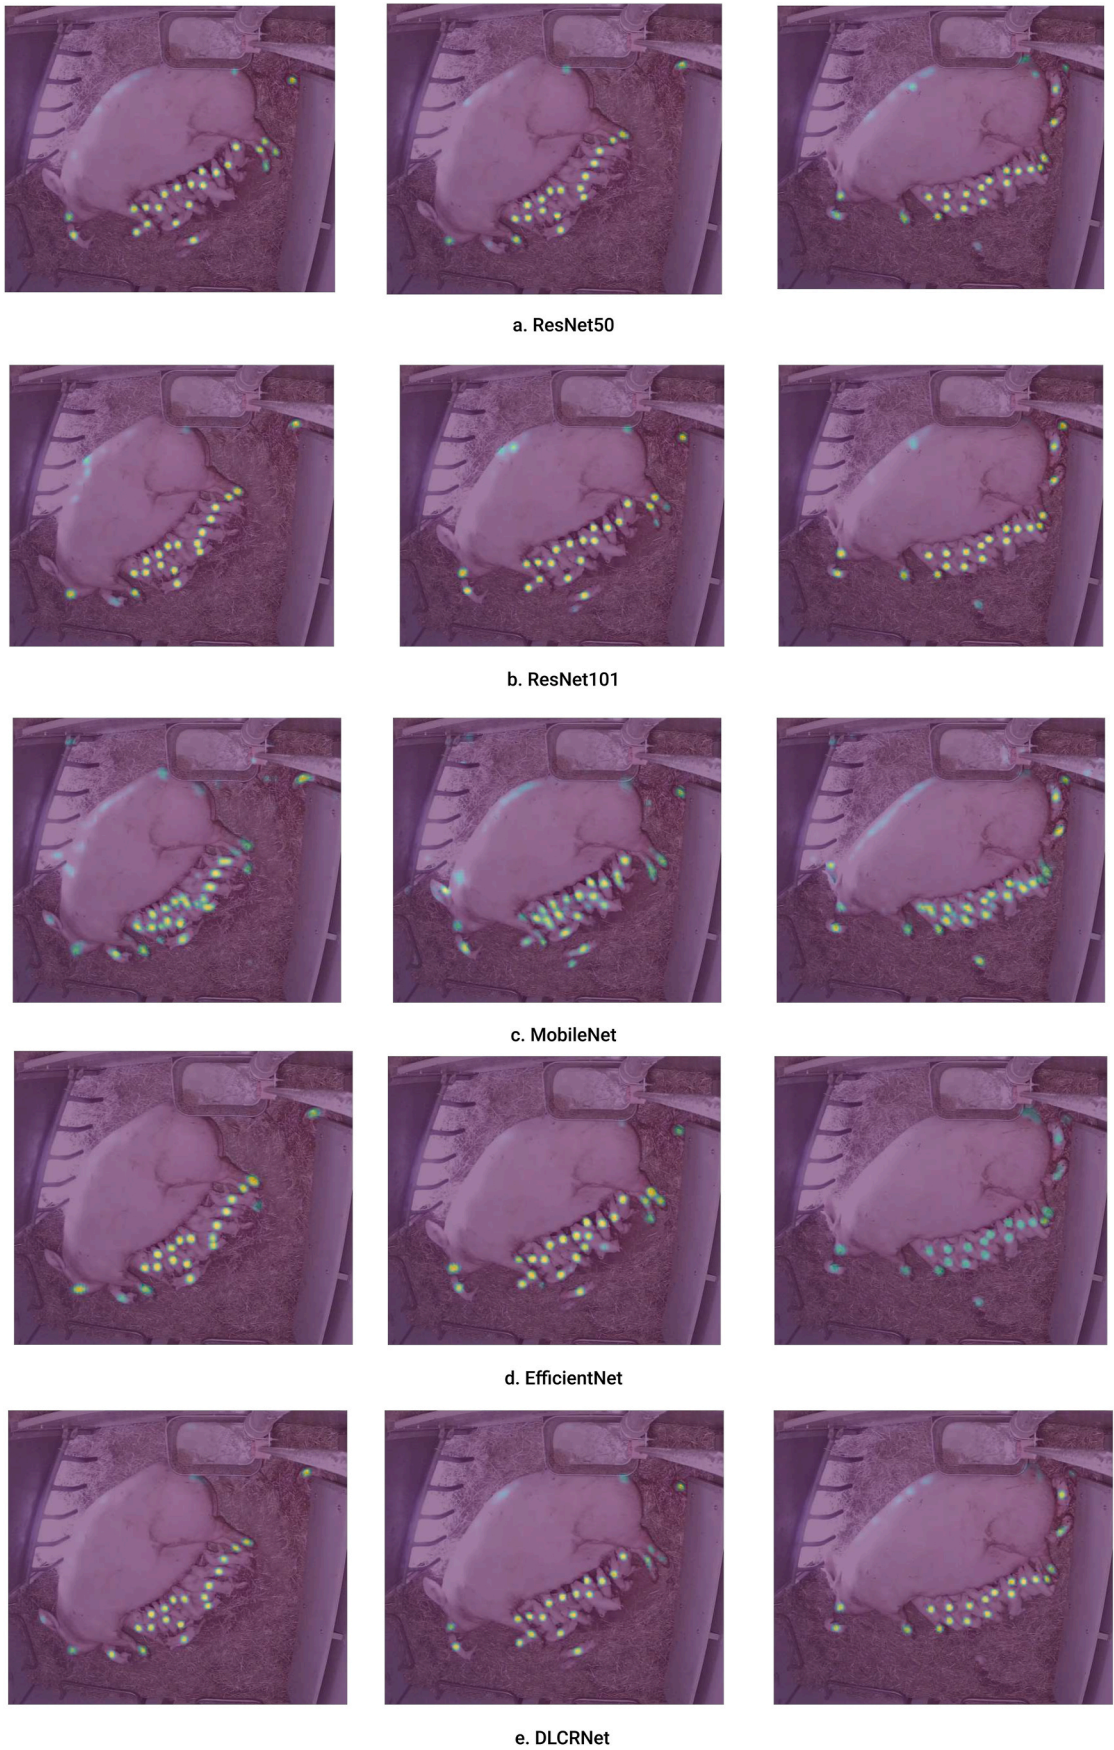 a. ResNet50
b. ResNet101
c. MobileNet
d. EfficientNet
e. DLCRNet